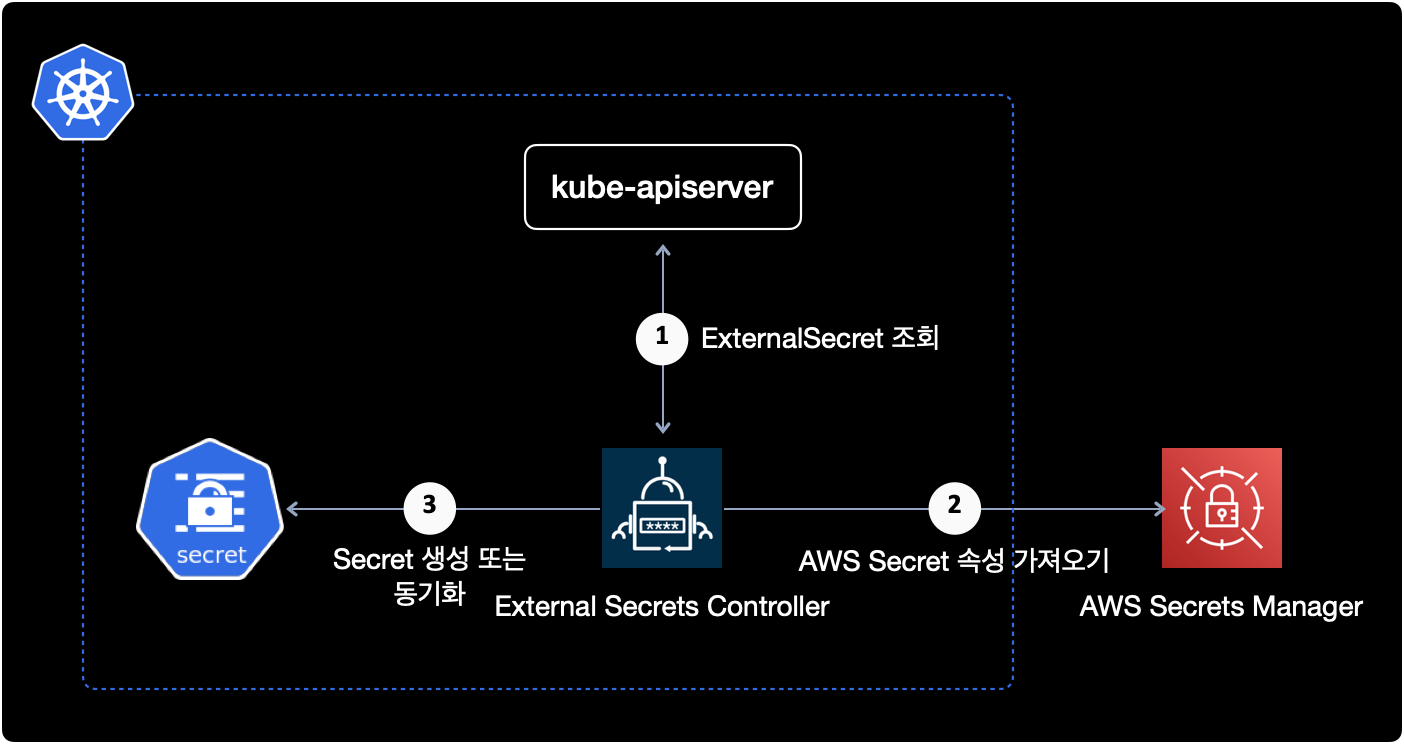 kube-apiserver
1
ExternalSecret 조회
3
2
secret
****
Secret 생성 또는
동기화
AWS Secret 속성 가져오기
External Secrets Controller
AWS Secrets Manager